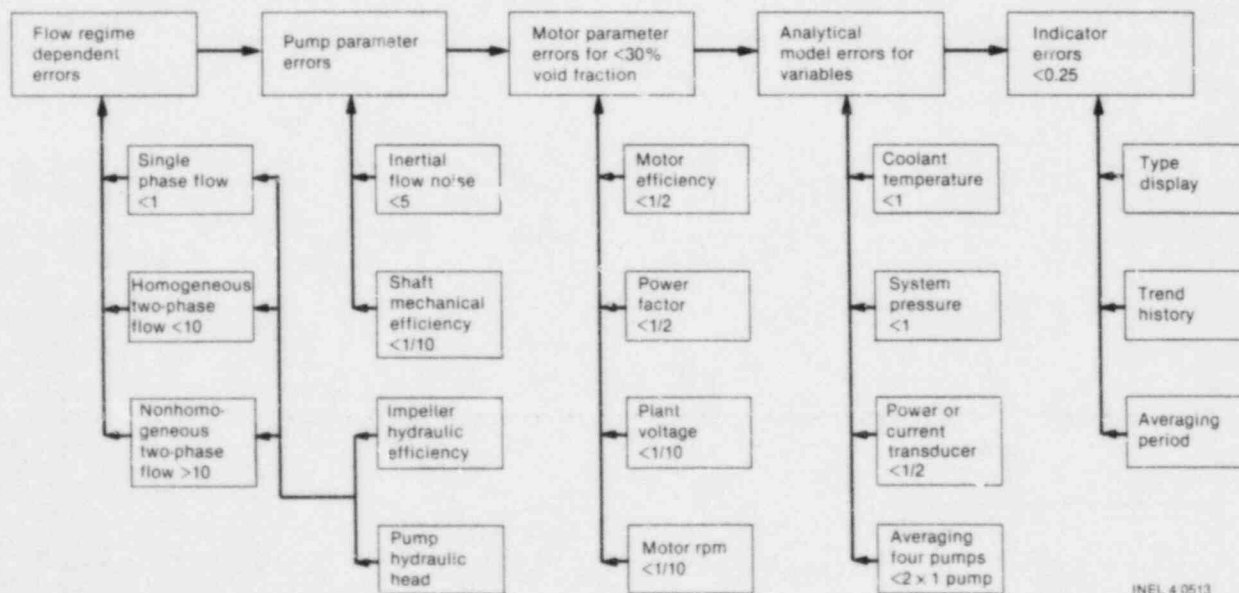 Flow regime
dependent
errors
Pump parameter
errors
Motor parameter
errors for <30%
void fraction
Analytical
model errors for
variables
Indicator
errors
<0.25
Single
phase flow
<1
Homogeneous
two-phase
flow <10
Nonhomo-
geneous
two-phase
flow >10
Inertial
flow noise
<5
Shaft
mechanical
efficiency
<1/10
Impeller
hydraulic
efficiency
Pump
hydraulic
head
Motor
efficiency
<1/2
Power
factor
<1/2
Plant
voltage
<1/10
Motor rpm
<1/10
Coolant
temperature
<1
System
pressure
<1
Power or
current
transducer
<1/2
Averaging
four pumps
<2 x 1 pump
Type
display
Trend
history
Averaging
period
INEL 4 0513